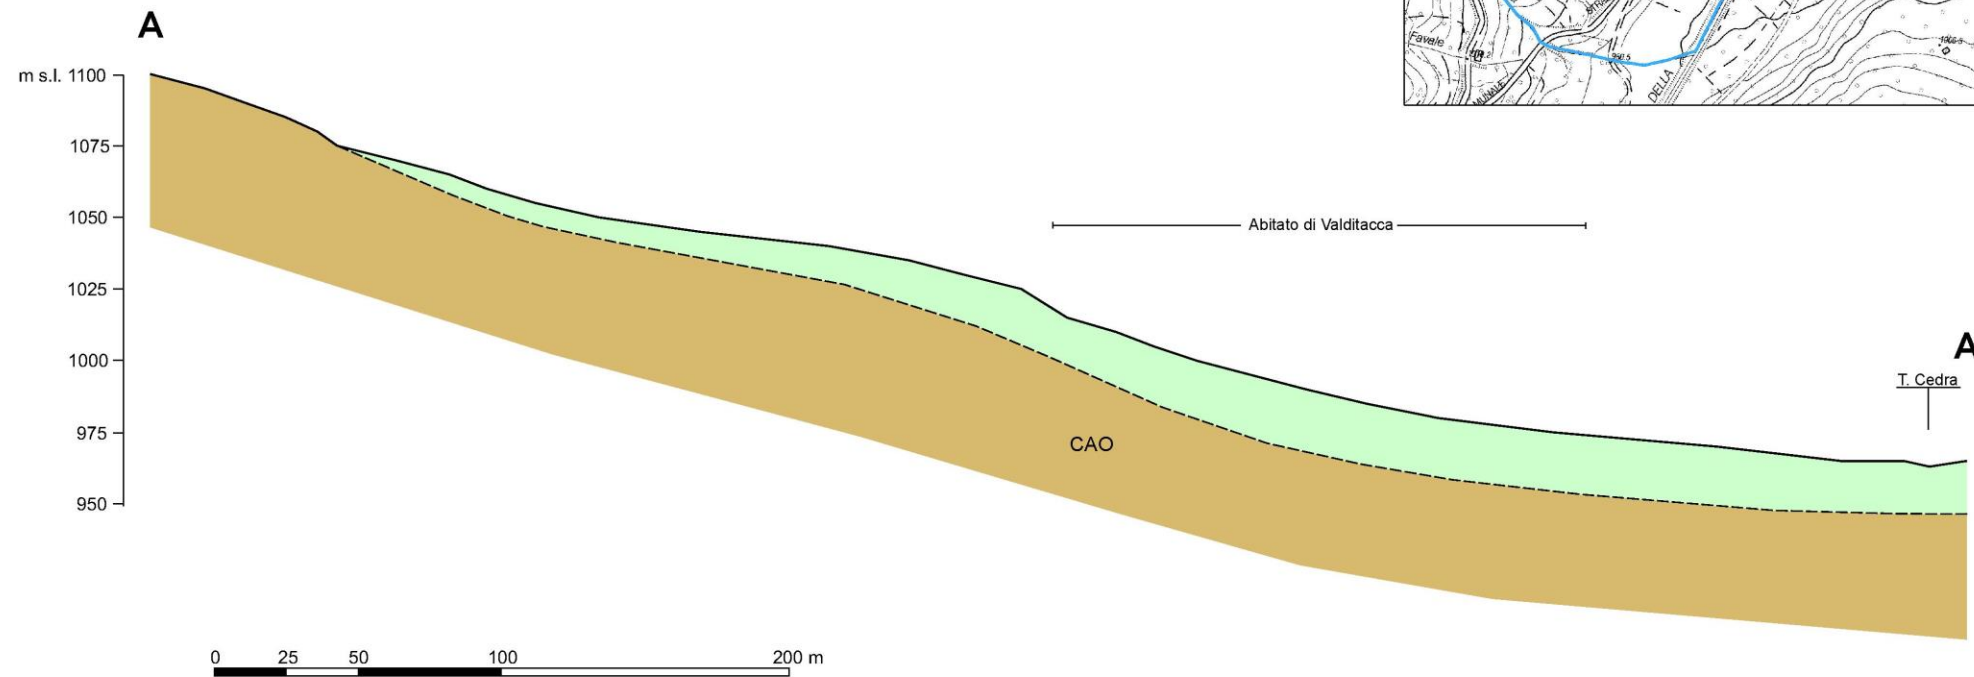 A
m s.l. 1100
1075
1050
1025
1000
975
950
Favale
DELLA
Abitato di Valditacca
A
T. Cedra
CAO
0 25 50 100 200 m